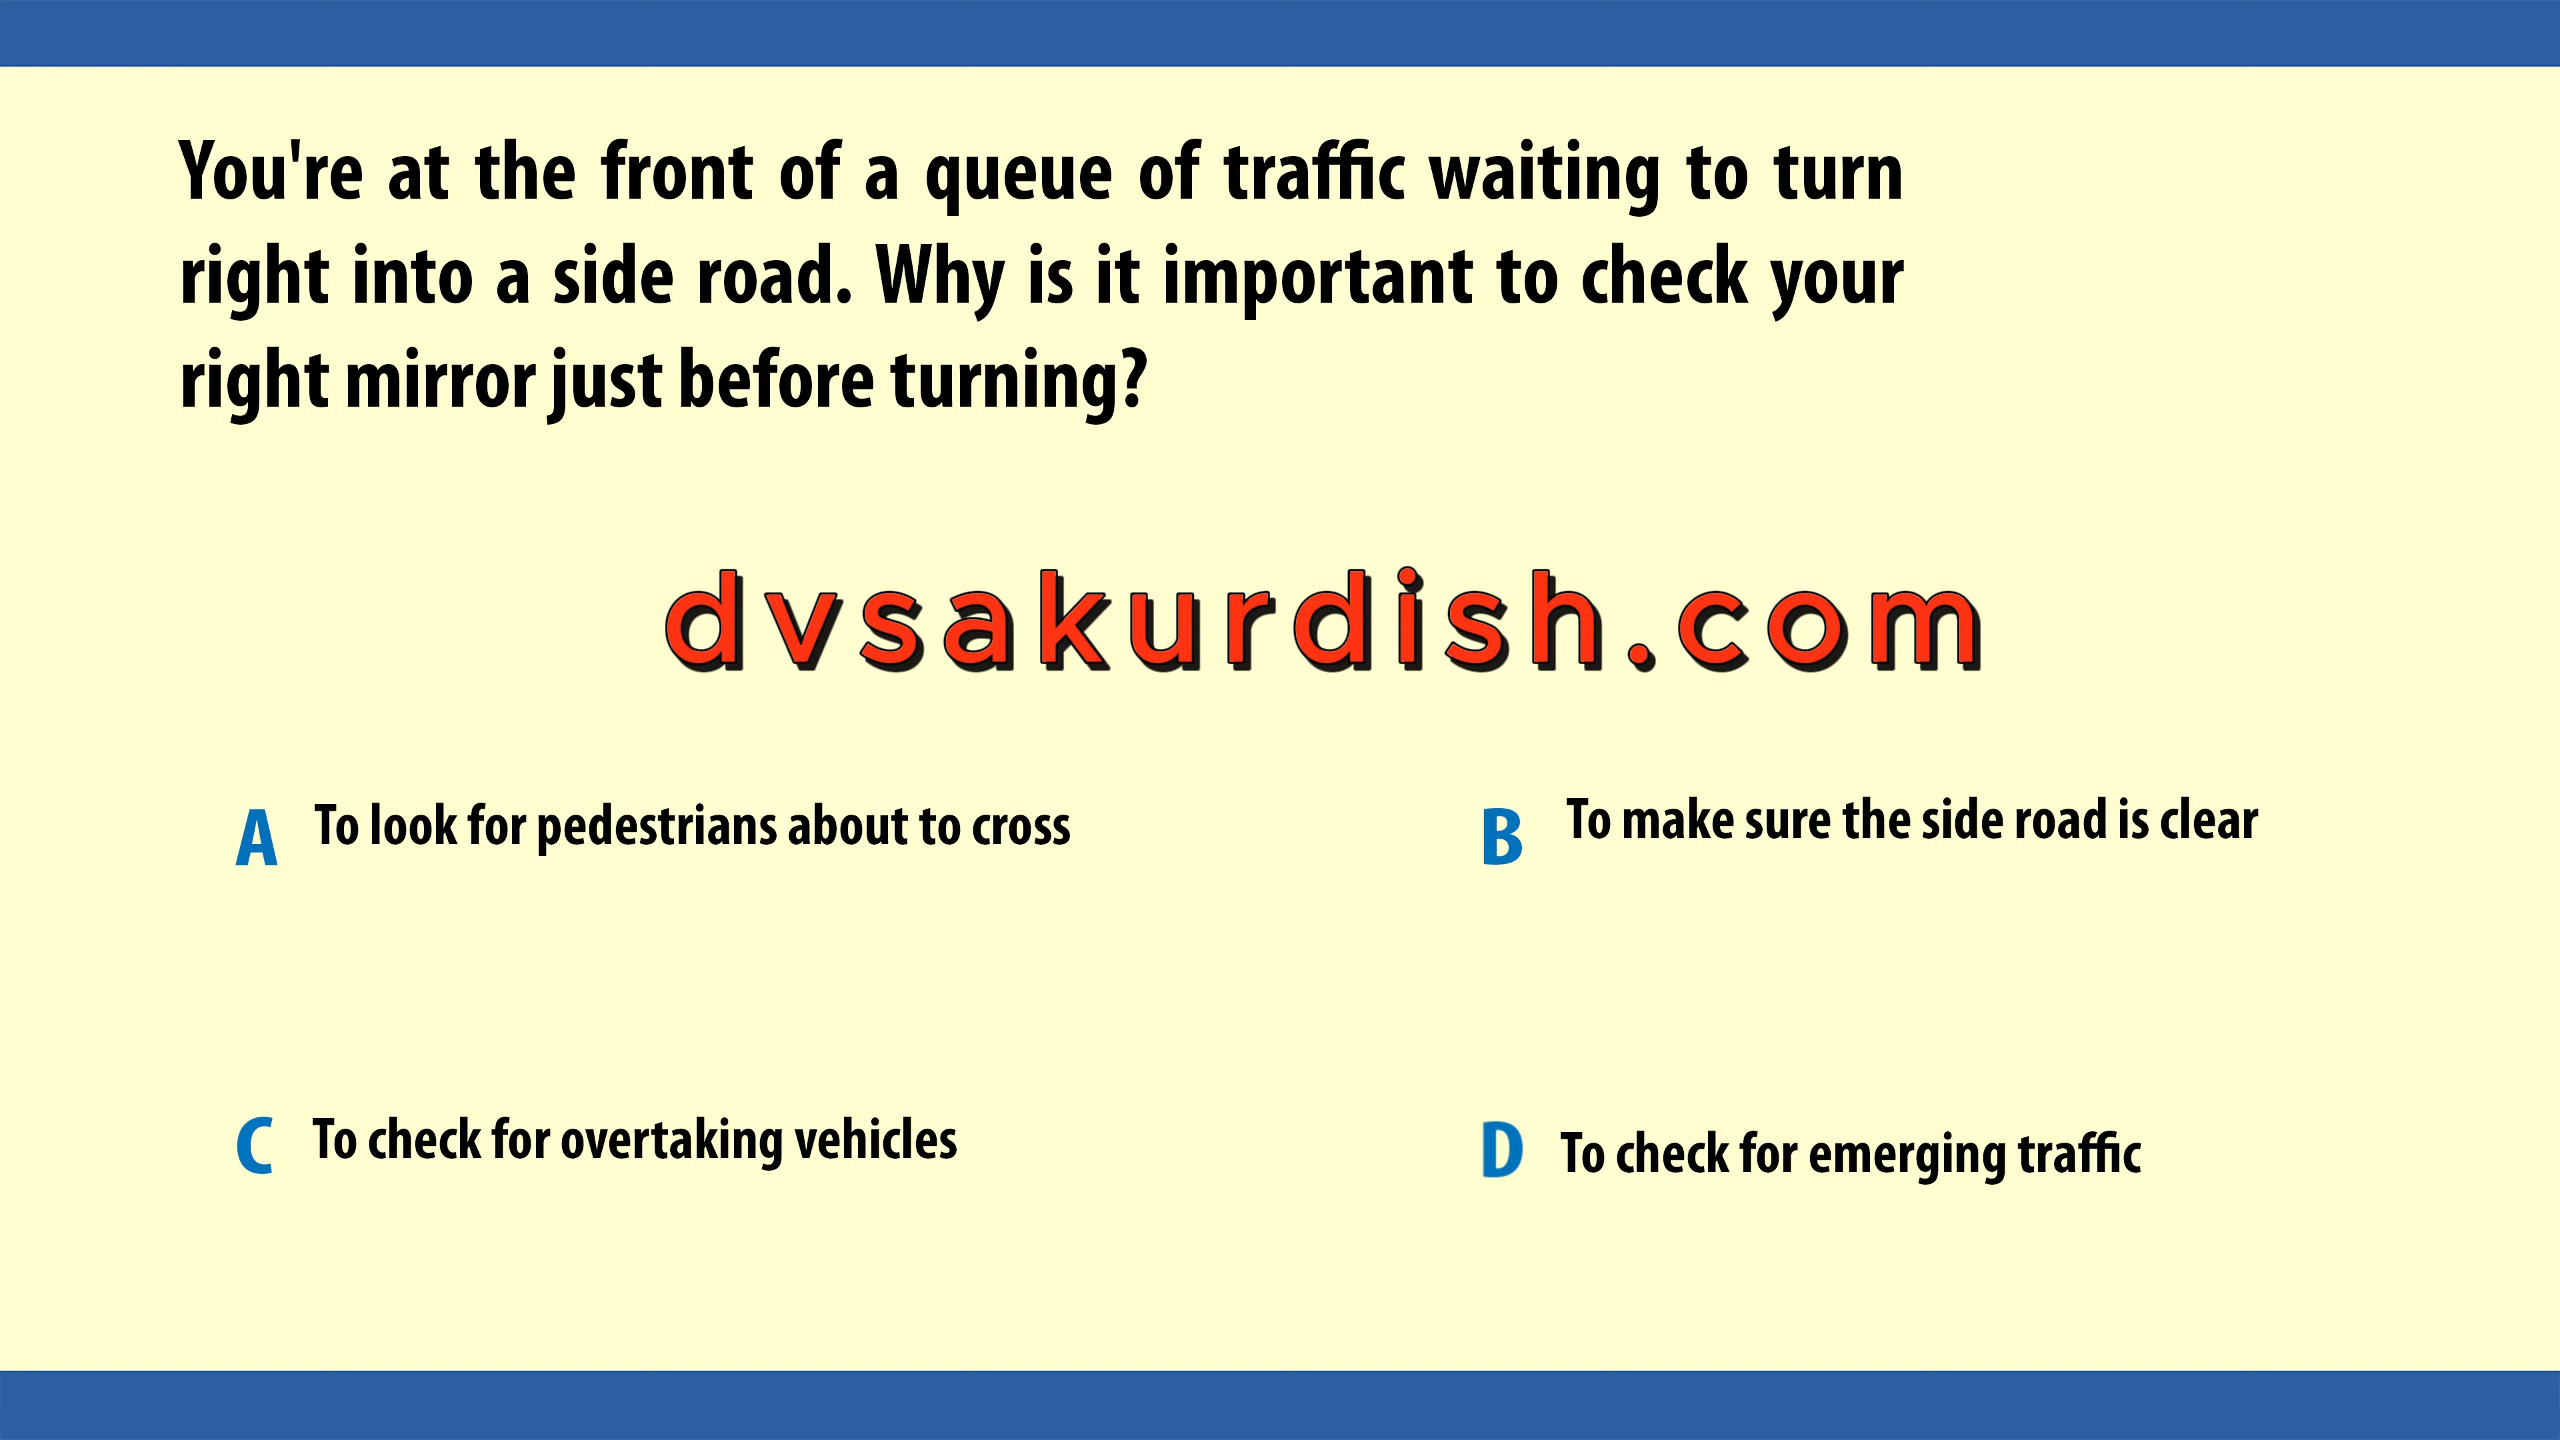 You're at the front of a queue of traffic waiting to turn
right into a side road. Why is it important to check your
right mirror just before turning?
dvsakurdish.com
A To look for pedestrians about to cross
B To make sure the side road is clear
C To check for overtaking vehicles
D To check for emerging traffic